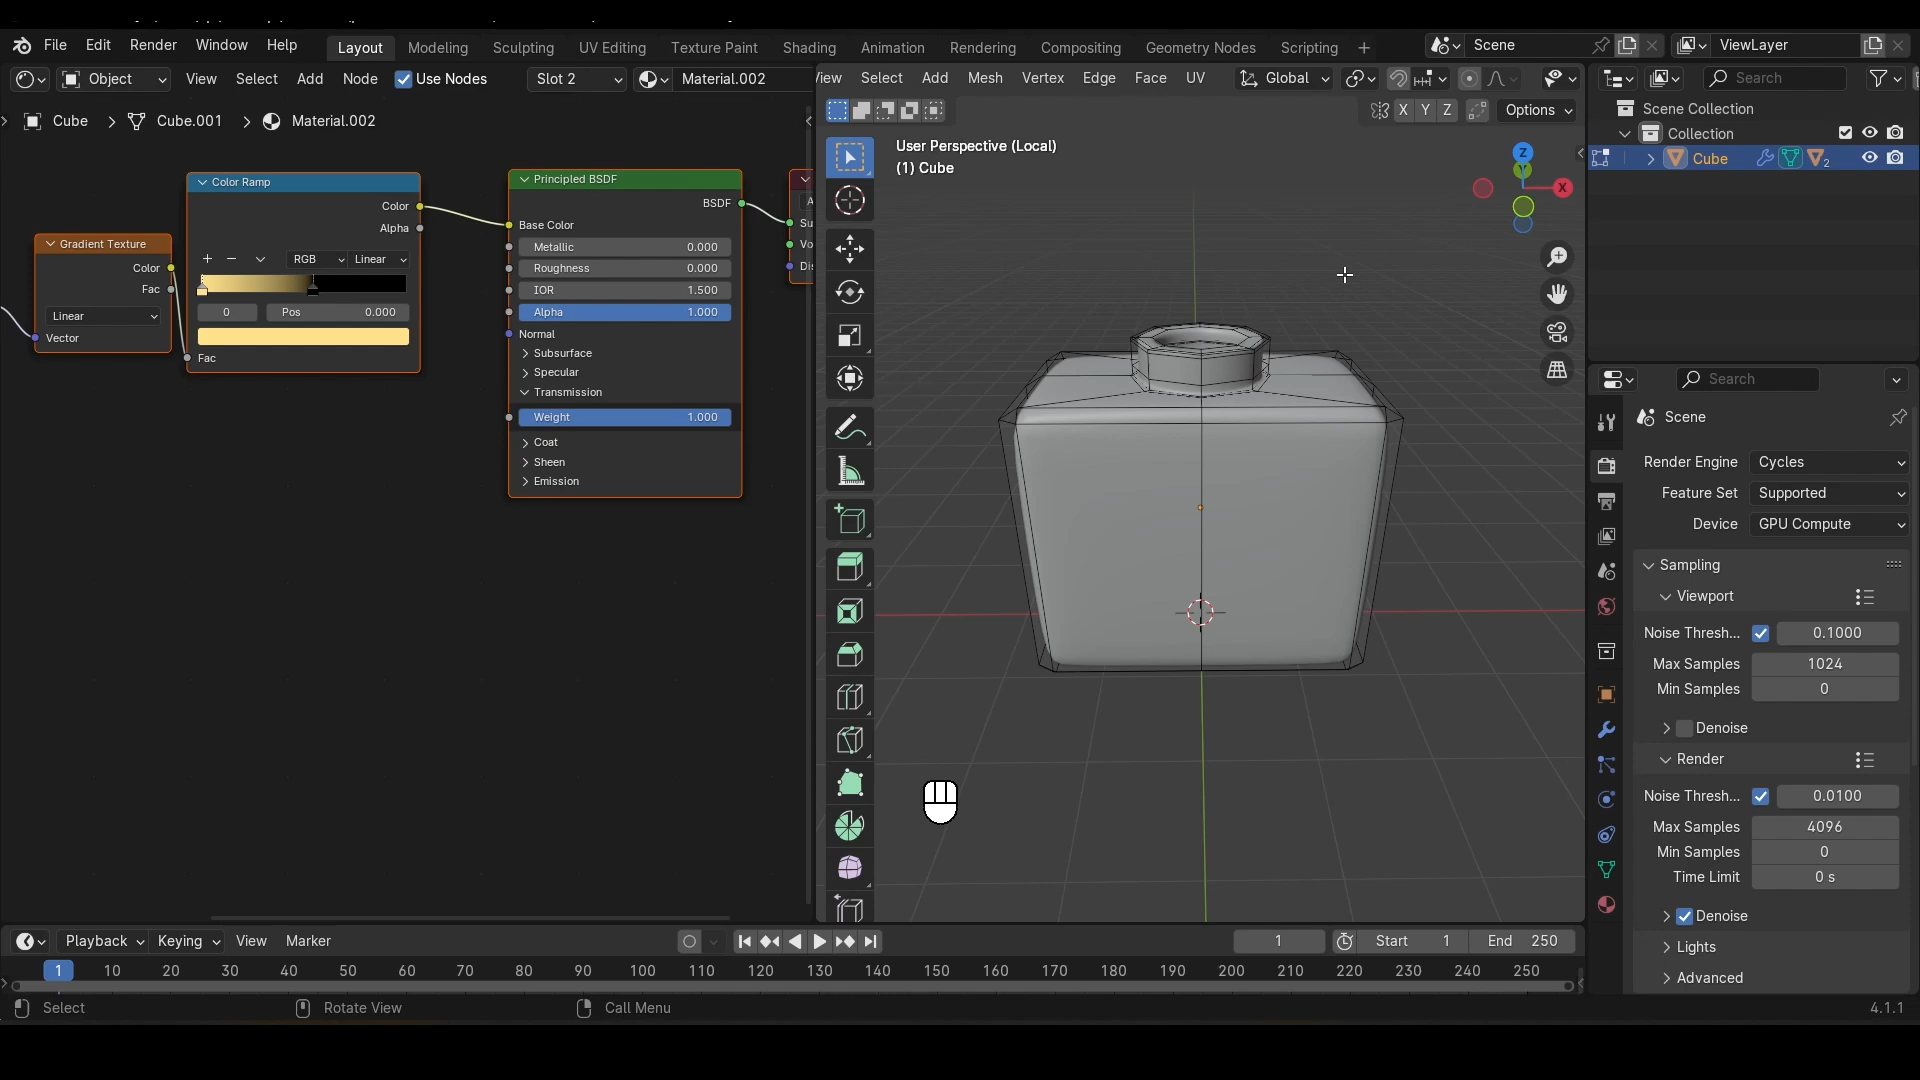 File Edit Render Window Help Layout Modeling Sculpting UV Editing Texture Paint Shading Animation Rendering Compositing Geometry Nodes Scripting + Scene ViewLayer
Object View Select Add Node Use Nodes Slot 2 Material.002
View Select Add Mesh Vertex Edge Face UV Global
Search
X Y Z Options
Cube > Cube.001 > Material.002
User Perspective (Local)
(1) Cube
Scene Collection
Collection
Cube 2
Z
X
Gradient Texture
Color
Fac
Linear
Vector
Color Ramp
Color
Alpha
RGB Linear
0 Pos 0.000
Fac
Principled BSDF
BSDF
Base Color
Metallic 0.000
Roughness 0.000
IOR 1.500
Alpha 1.000
Normal
Subsurface
Specular
Transmission
Weight 1.000
Coat
Sheen
Emission
A
Su
Vo
Dis
Search
Scene
Render Engine Cycles
Feature Set Supported
Device GPU Compute
Sampling
Viewport
Noise Thresh... 0.1000
Max Samples 1024
Min Samples 0
Denoise
Render
Noise Thresh... 0.0100
Max Samples 4096
Min Samples 0
Time Limit 0 s
Denoise
Lights
Advanced
Playback Keying View Marker 1 Start 1 End 250
1 10 20 30 40 50 60 70 80 90 100 110 120 130 140 150 160 170 180 190 200 210 220 230 240 250
Select Rotate View Call Menu 4.1.1